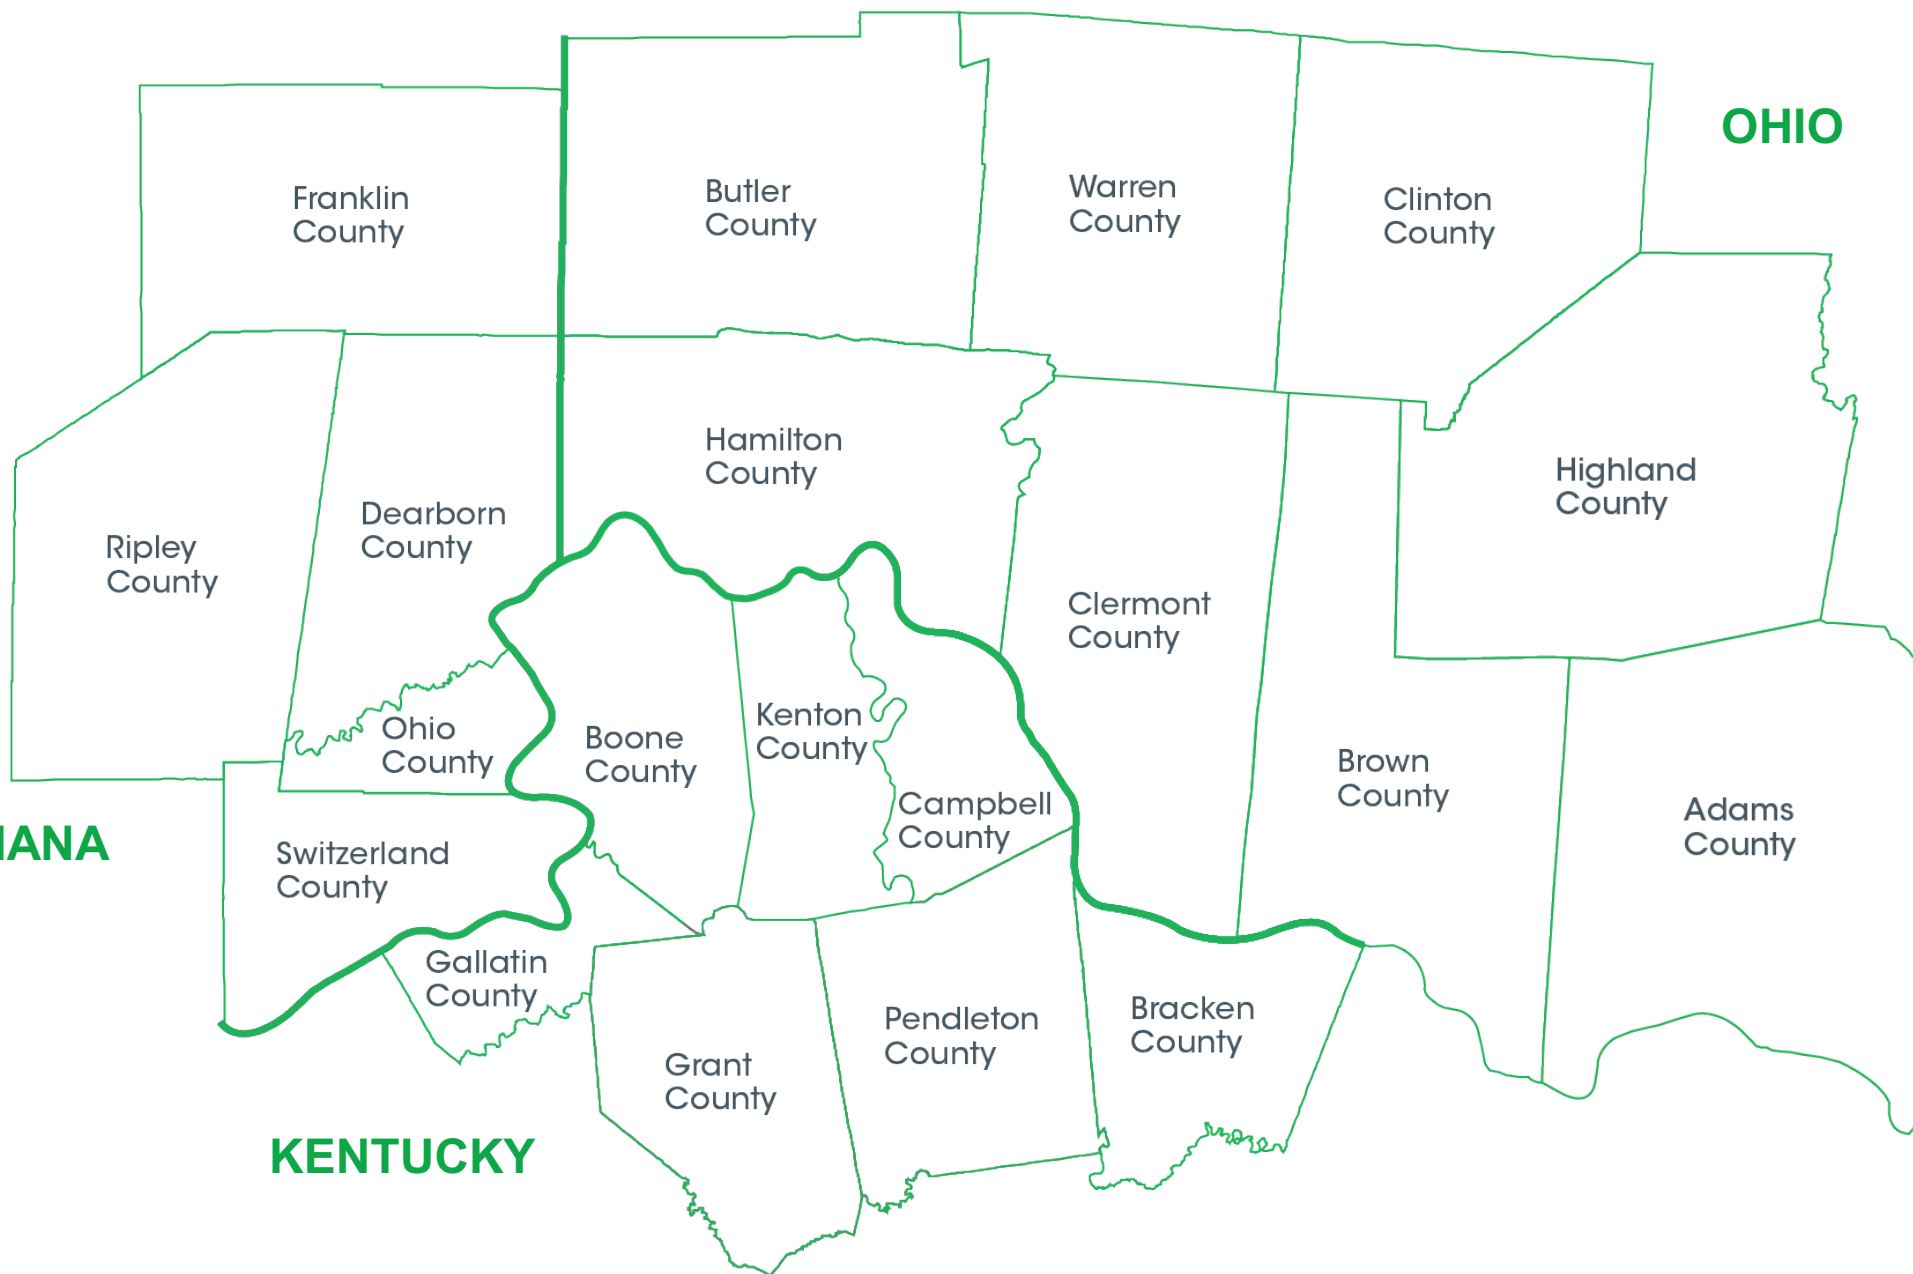 OHIO
Franklin
County
Butler
County
Warren
County
Clinton
County
Hamilton
County
Highland
County
Dearborn
County
Ripley
County
Clermont
County
Ohio
County
Boone
County
Kenton
County
Brown
County
Campbell
County
Adams
County
IANA
Switzerland
County
Gallatin
County
Pendleton
County
Bracken
County
Grant
County
KENTUCKY